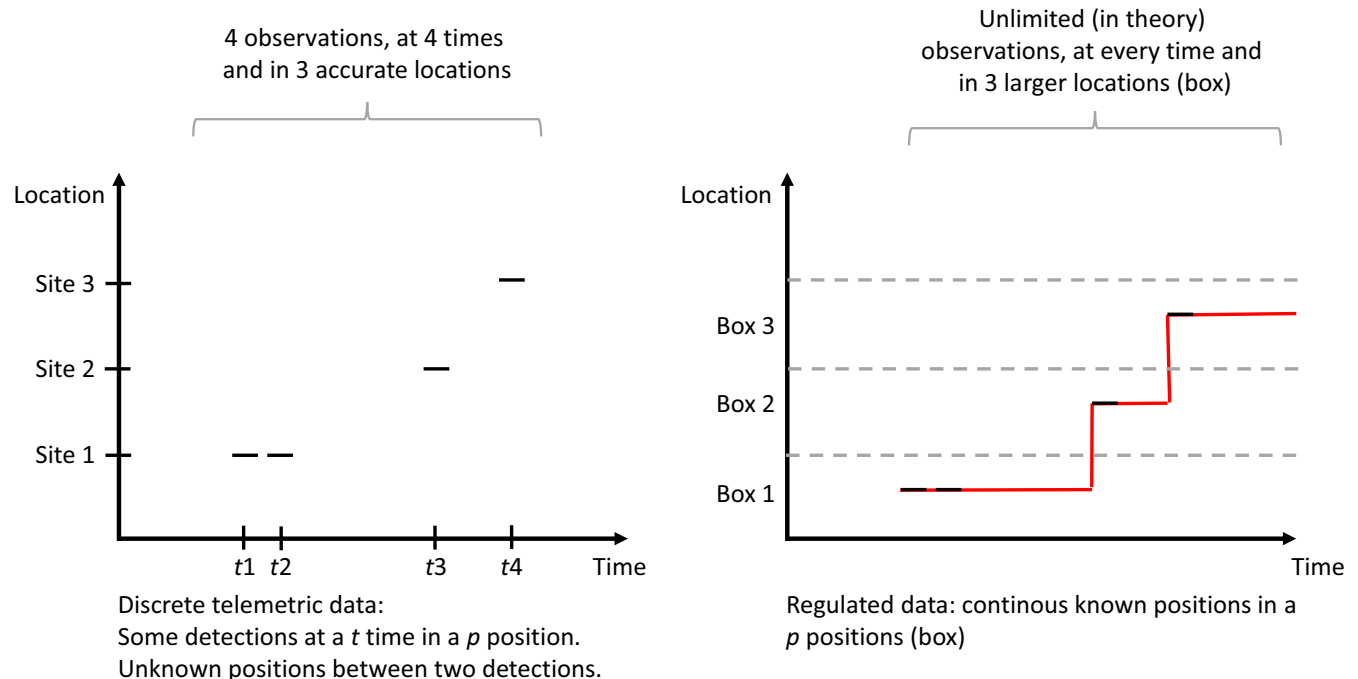 4 observations, at 4 times
and in 3 accurate locations
Location
Site 3
Site 2
Site 1
t1 t2 t3 t4 Time
Discrete telemetric data:
Some detections at a t time in a p position.
Unknown positions between two detections.
Unlimited (in theory)
observations, at every time and
in 3 larger locations (box)
Location
Box 3
Box 2
Box 1
Time
Regulated data: continous known positions in a
p positions (box)